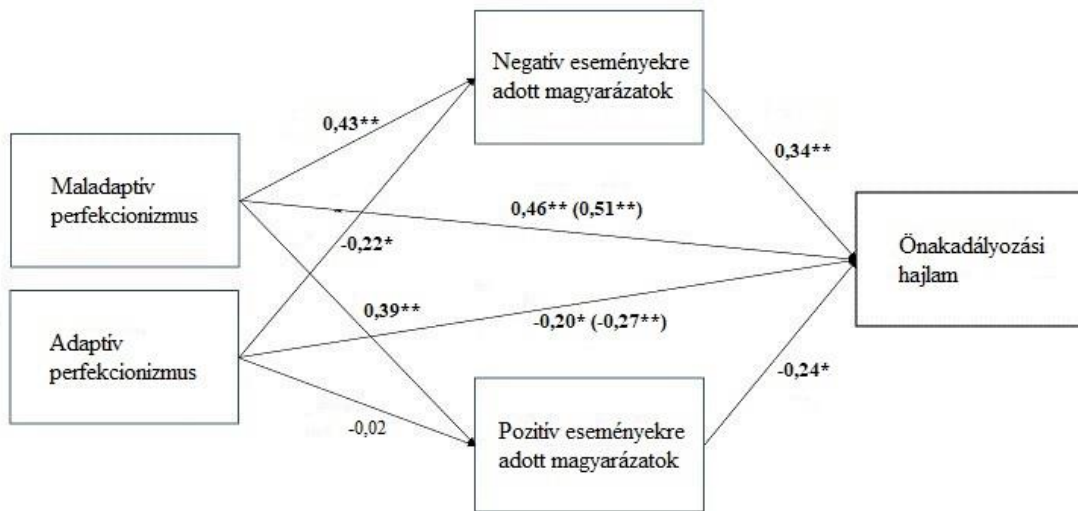 Negatív eseményekre
adott magyarázatok
0,43**
0,34**
Maladaptív
perfekcionizmus
0,46** (0,51**)
-0,22*
Önakadályozási
hajlam
0,39**
-0,20* (-0,27**)
Adaptív
perfekcionizmus
-0,24*
-0,02
Pozitív eseményekre
adott magyarázatok